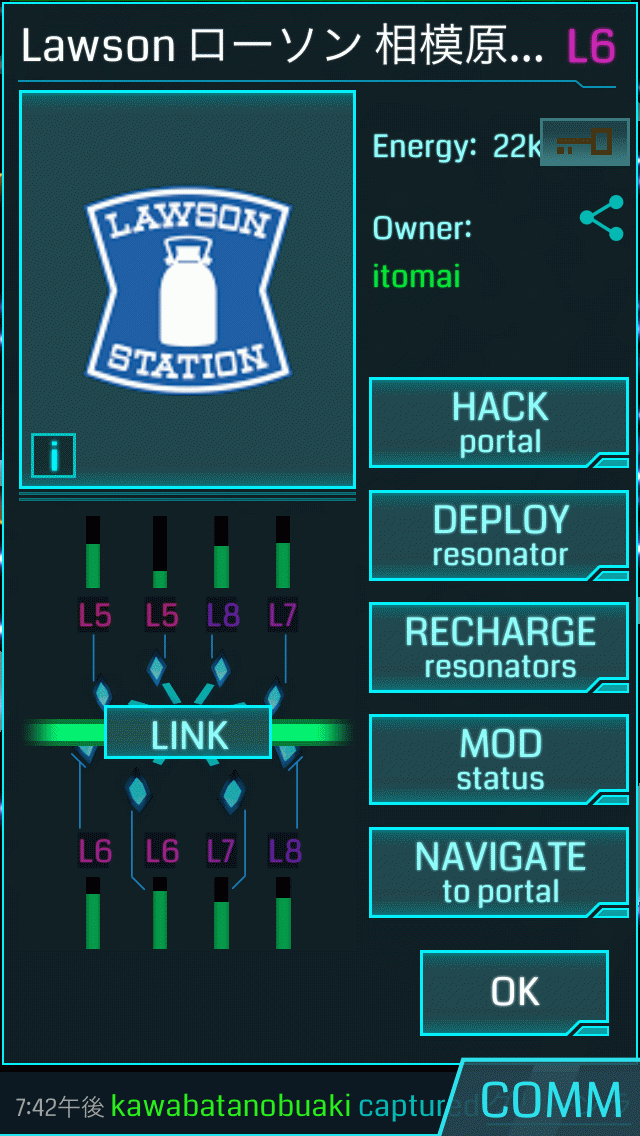 Lawson ローソン 相模原... L6
LAWSON
STATION
i
Energy: 22k
Owner:
itomai
HACK
portal
DEPLOY
resonator
RECHARGE
resonators
MOD
status
NAVIGATE
to portal
L5 L5 L8 L7
LINK
L6 L6 L7 L8
OK
7:42午後 kawabatanobuaki captured
COMM